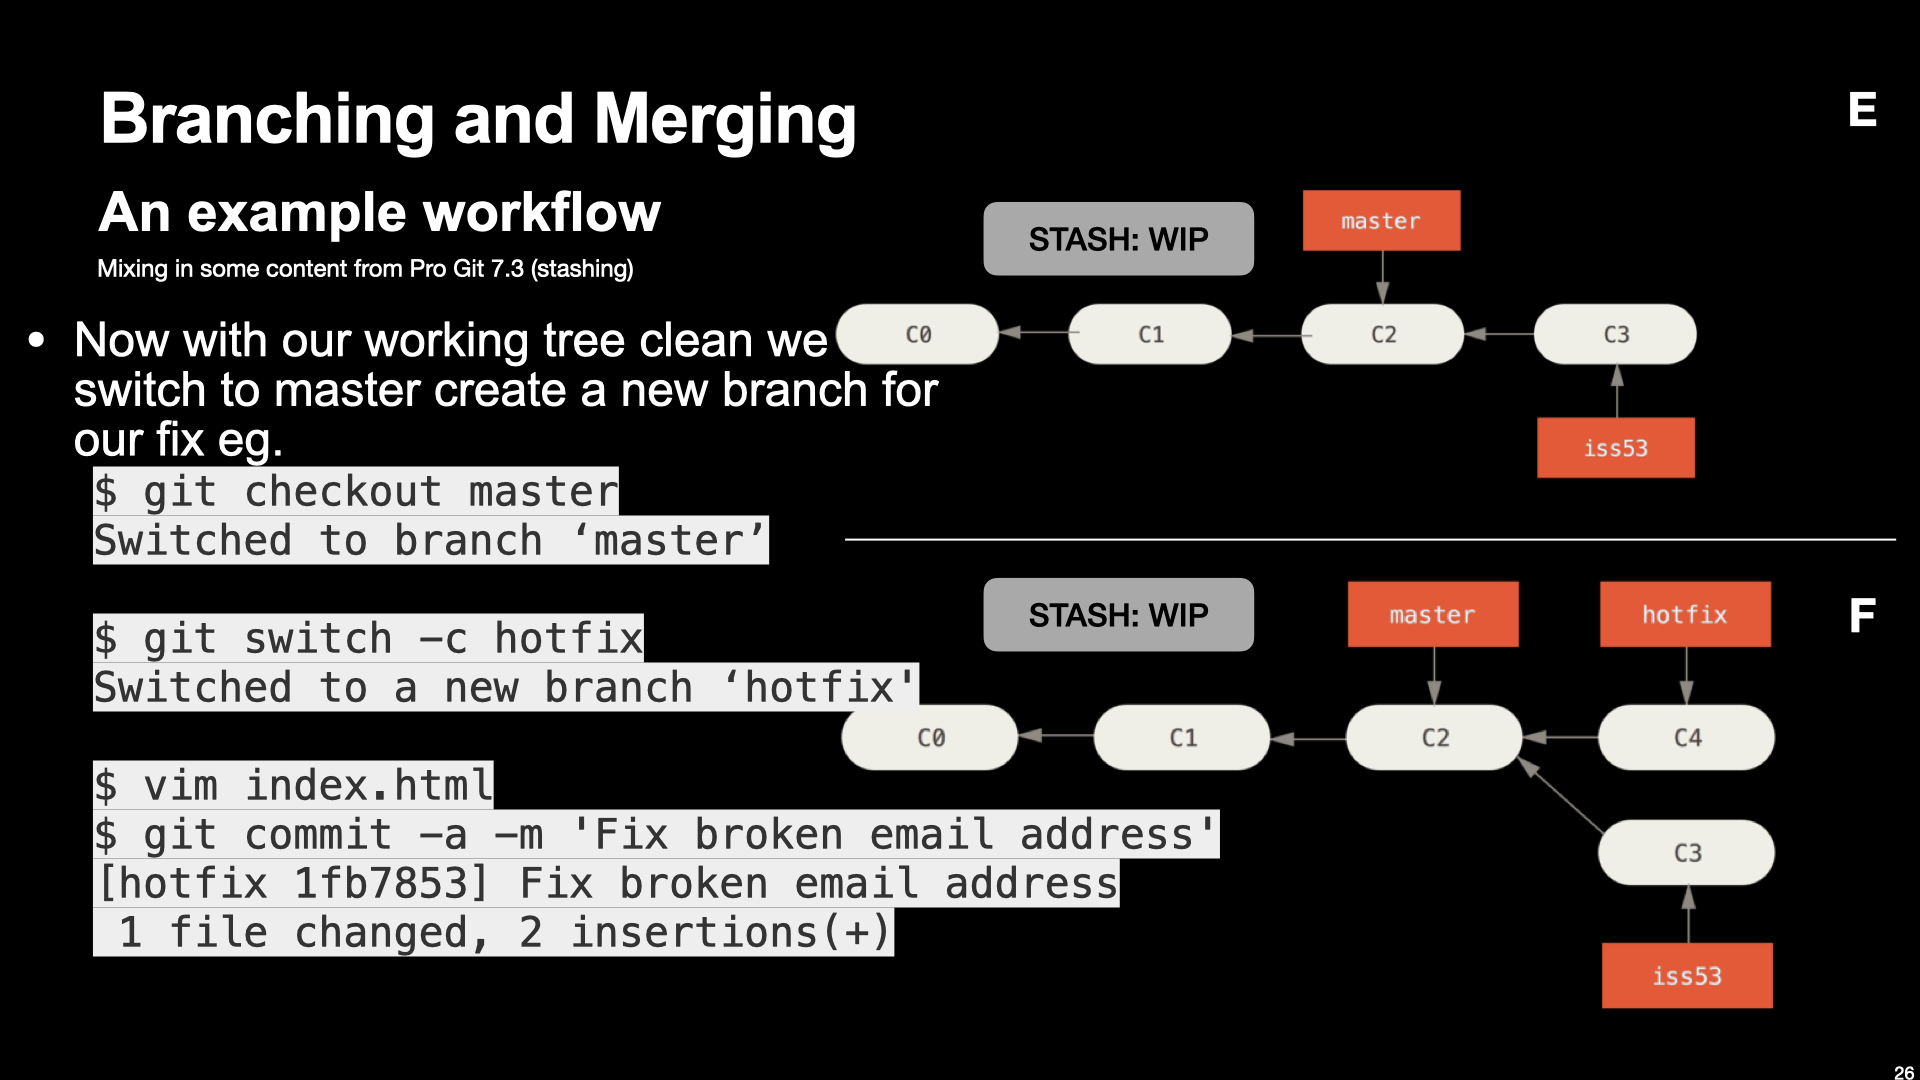 Branching and Merging
E
An example workflow
Mixing in some content from Pro Git 7.3 (stashing)
• Now with our working tree clean we
switch to master create a new branch for
our fix eg.
$ git checkout master
Switched to branch ‘master’
$ git switch -c hotfix
Switched to a new branch ‘hotfix'
$ vim index.html
$ git commit -a -m 'Fix broken email address'
[hotfix 1fb7853] Fix broken email address
 1 file changed, 2 insertions(+)
STASH: WIP
master
C0
C1
C2
C3
iss53
STASH: WIP
master
hotfix
F
C0
C1
C2
C4
C3
iss53
26